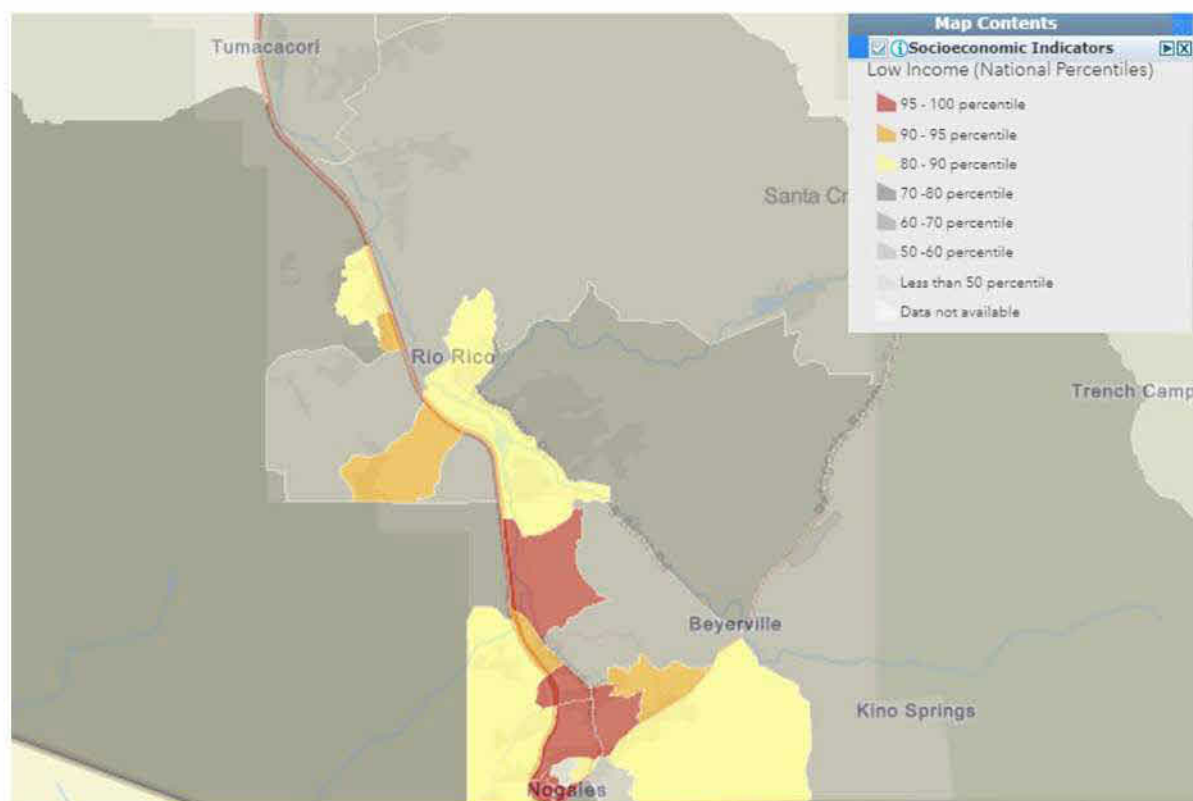 Map Contents
Socioeconomic Indicators
Low Income (National Percentiles)
95 - 100 percentile
90 - 95 percentile
80 - 90 percentile
70 -80 percentile
60 -70 percentile
50 -60 percentile
Less than 50 percentile
Data not available
Tumacacori
Santa Cr
Rio Rico
Trench Camp
Beyerville
Kino Springs
Nogales